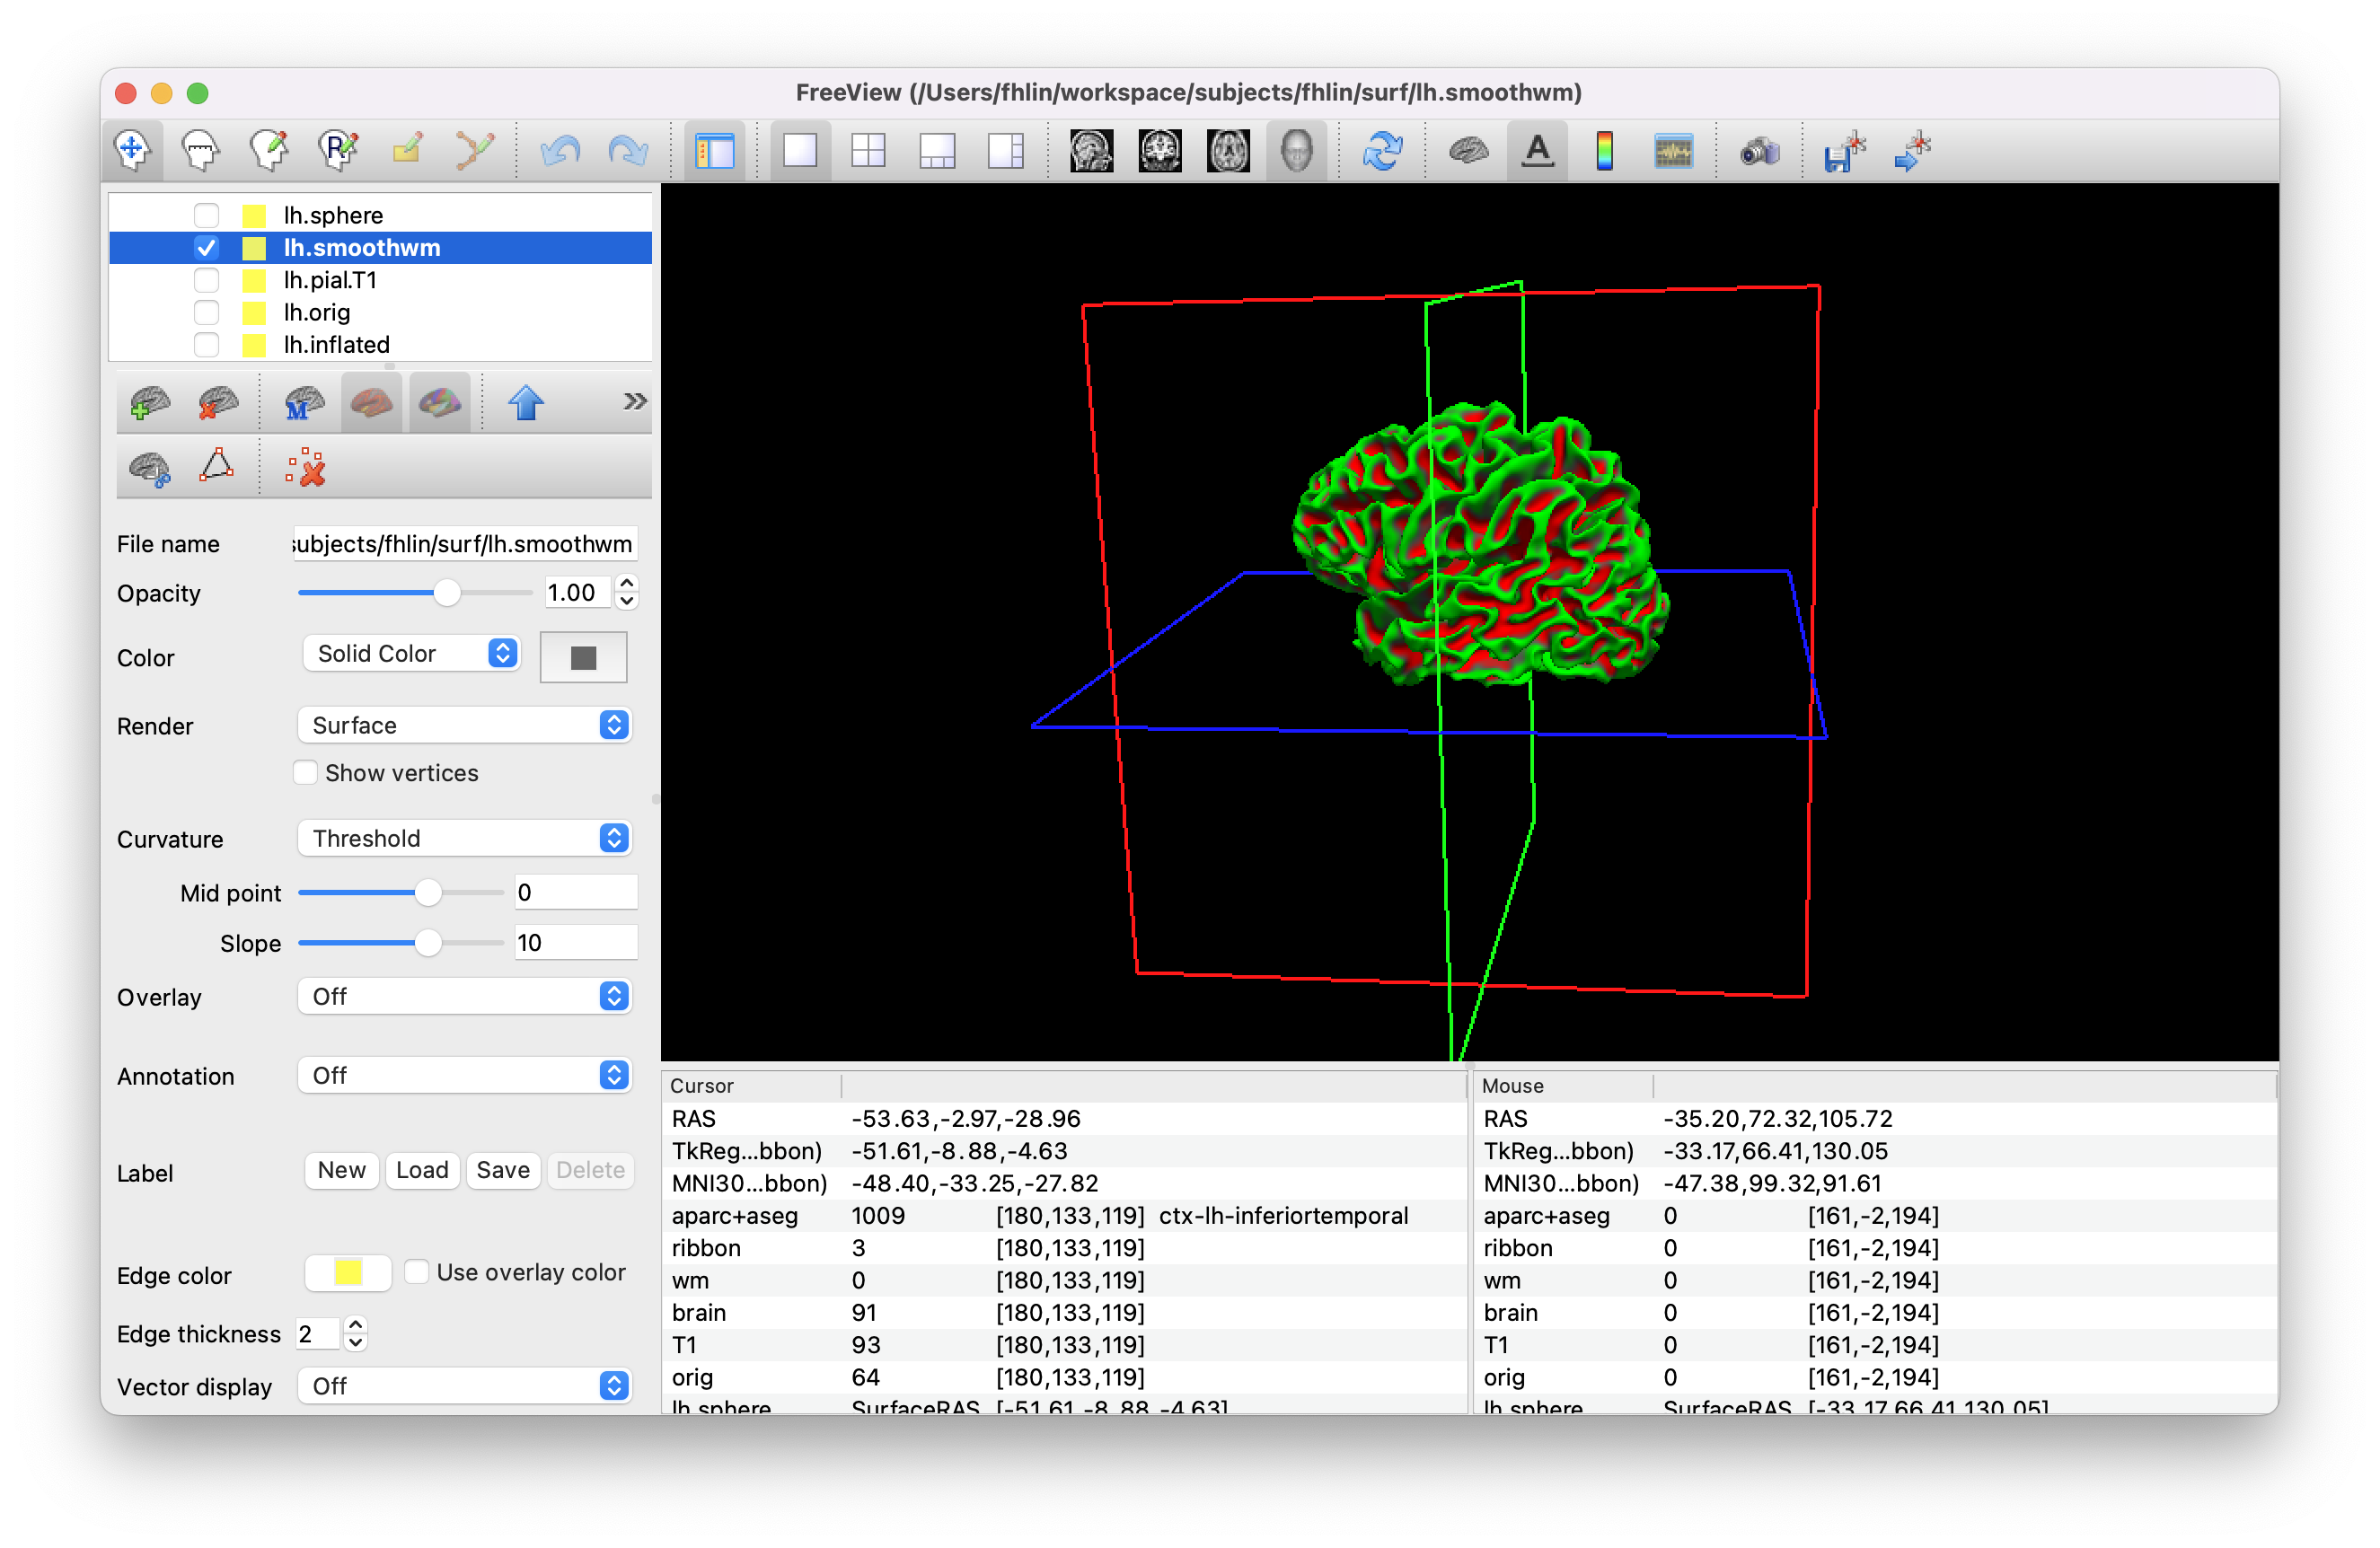 FreeView (/Users/fhlin/workspace/subjects/fhlin/surf/lh.smoothwm)
R
A
lh.sphere
lh.smoothwm
lh.pial.T1
lh.orig
lh.inflated
M
File name subjects/fhlin/surf/lh.smoothwm
Opacity 1.00
Color Solid Color
Render Surface
Show vertices
Curvature Threshold
Mid point 0
Slope 10
Overlay Off
Annotation Off
Label New Load Save Delete
Edge color Use overlay color
Edge thickness 2
Vector display Off
Cursor
RAS -53.63,-2.97,-28.96
TkReg...bbon) -51.61,-8.88,-4.63
MNI30...bbon) -48.40,-33.25,-27.82
aparc+aseg 1009 [180,133,119] ctx-lh-inferiortemporal
ribbon 3 [180,133,119]
wm 0 [180,133,119]
brain 91 [180,133,119]
T1 93 [180,133,119]
orig 64 [180,133,119]
lh.sphere SurfaceRAS [-51.61,-8.88,-4.63]
Mouse
RAS -35.20,72.32,105.72
TkReg...bbon) -33.17,66.41,130.05
MNI30...bbon) -47.38,99.32,91.61
aparc+aseg 0 [161,-2,194]
ribbon 0 [161,-2,194]
wm 0 [161,-2,194]
brain 0 [161,-2,194]
T1 0 [161,-2,194]
orig 0 [161,-2,194]
lh.sphere SurfaceRAS [-33.17,66.41,130.05]